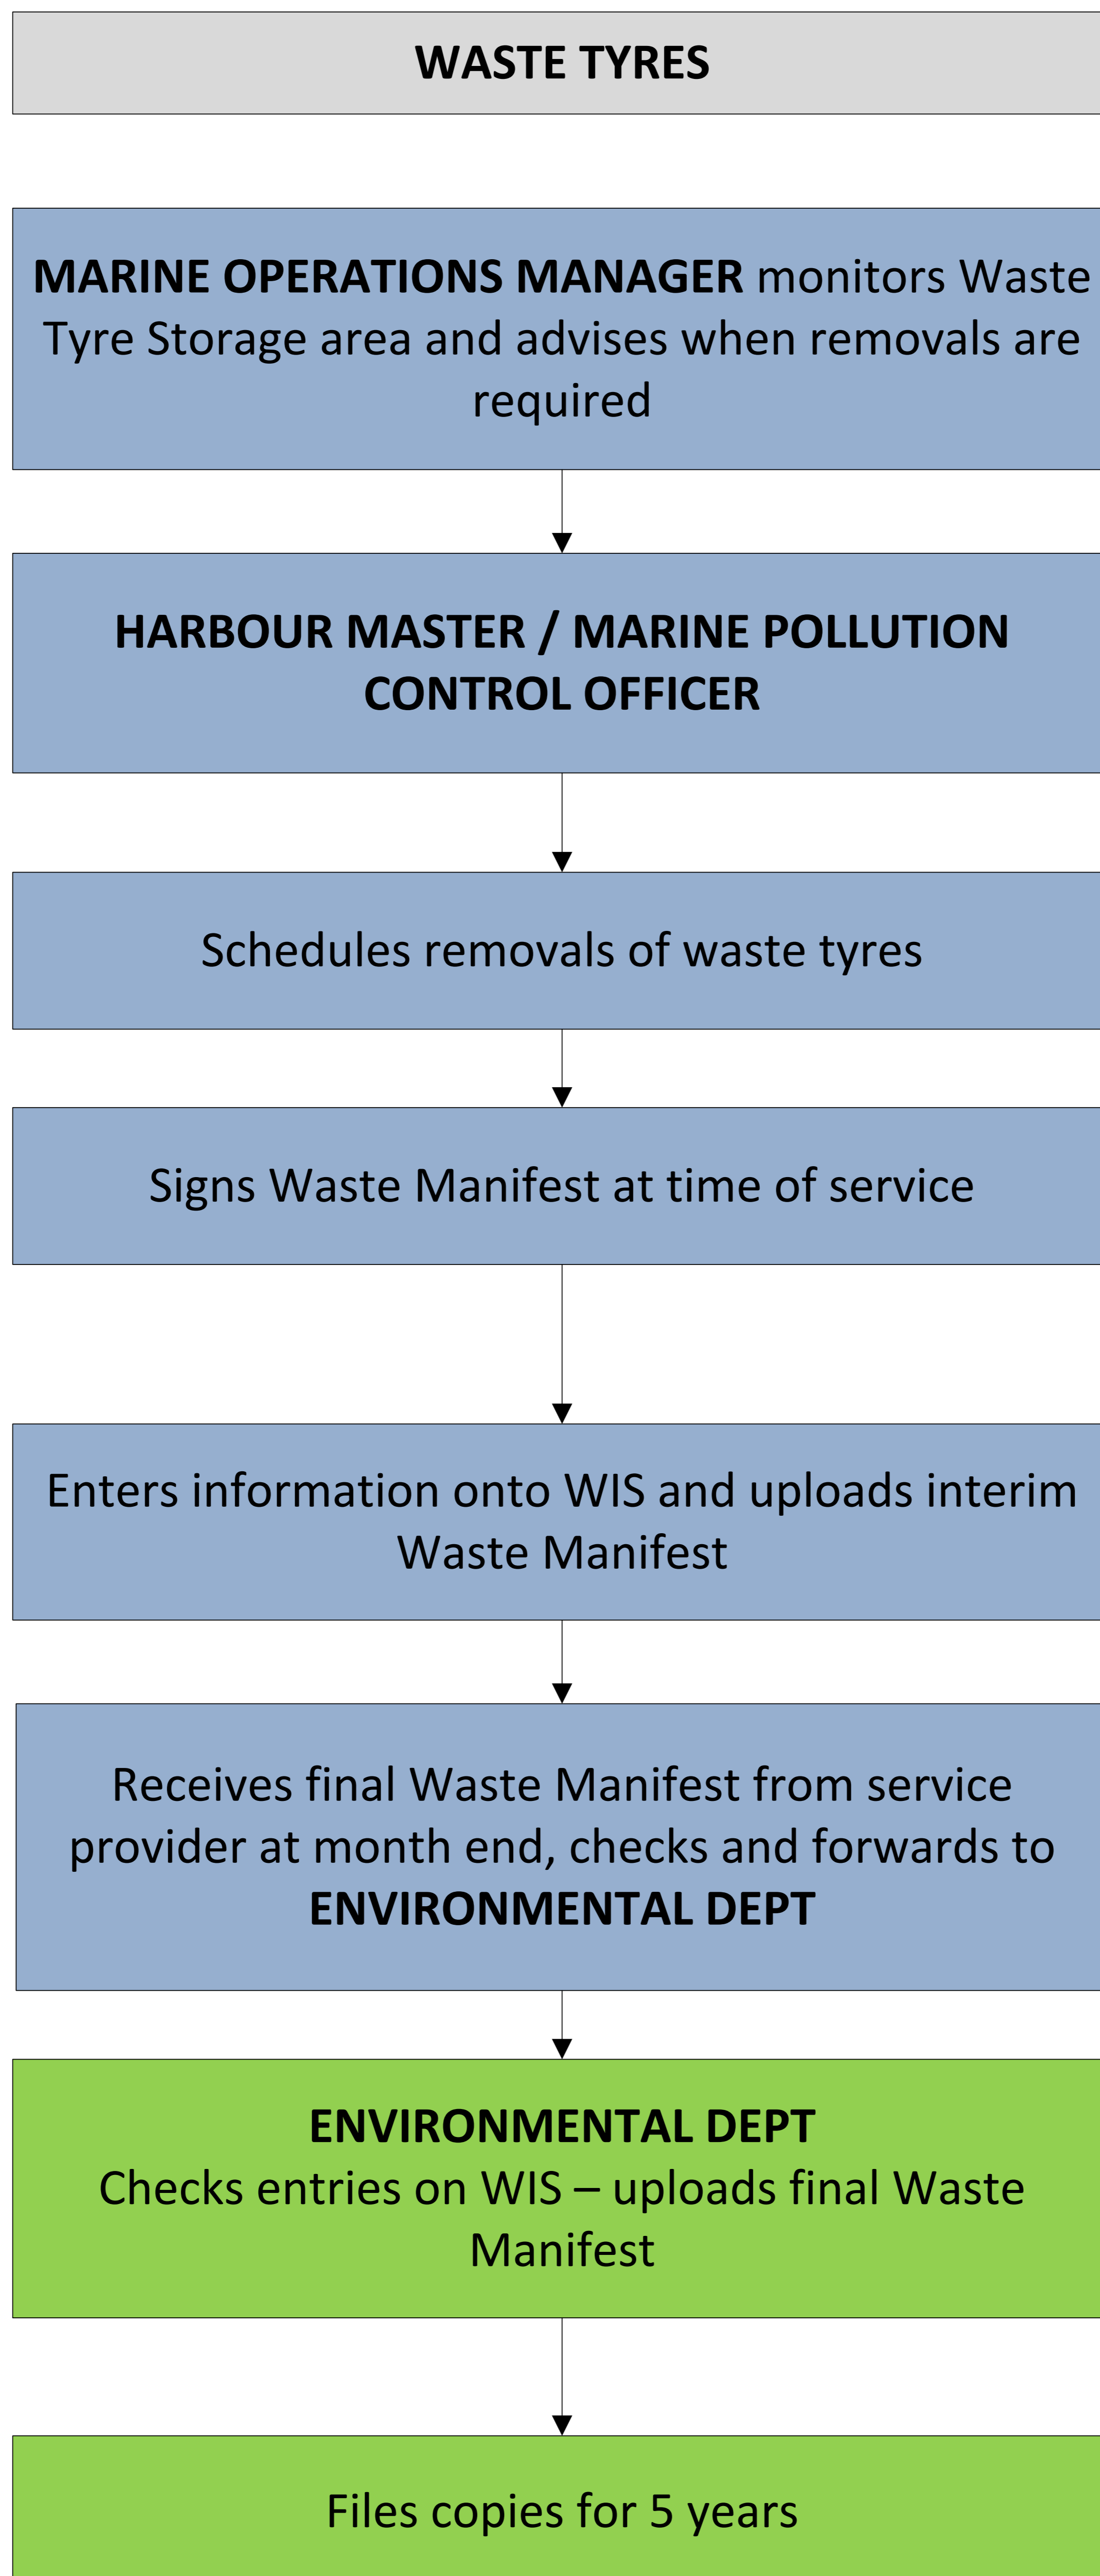 WASTE TYRES
MARINE OPERATIONS MANAGER monitors Waste
Tyre Storage area and advises when removals are
required
HARBOUR MASTER / MARINE POLLUTION
CONTROL OFFICER
Schedules removals of waste tyres
Signs Waste Manifest at time of service
Enters information onto WIS and uploads interim
Waste Manifest
Receives final Waste Manifest from service
provider at month end, checks and forwards to
ENVIRONMENTAL DEPT
ENVIRONMENTAL DEPT
Checks entries on WIS – uploads final Waste
Manifest
Files copies for 5 years